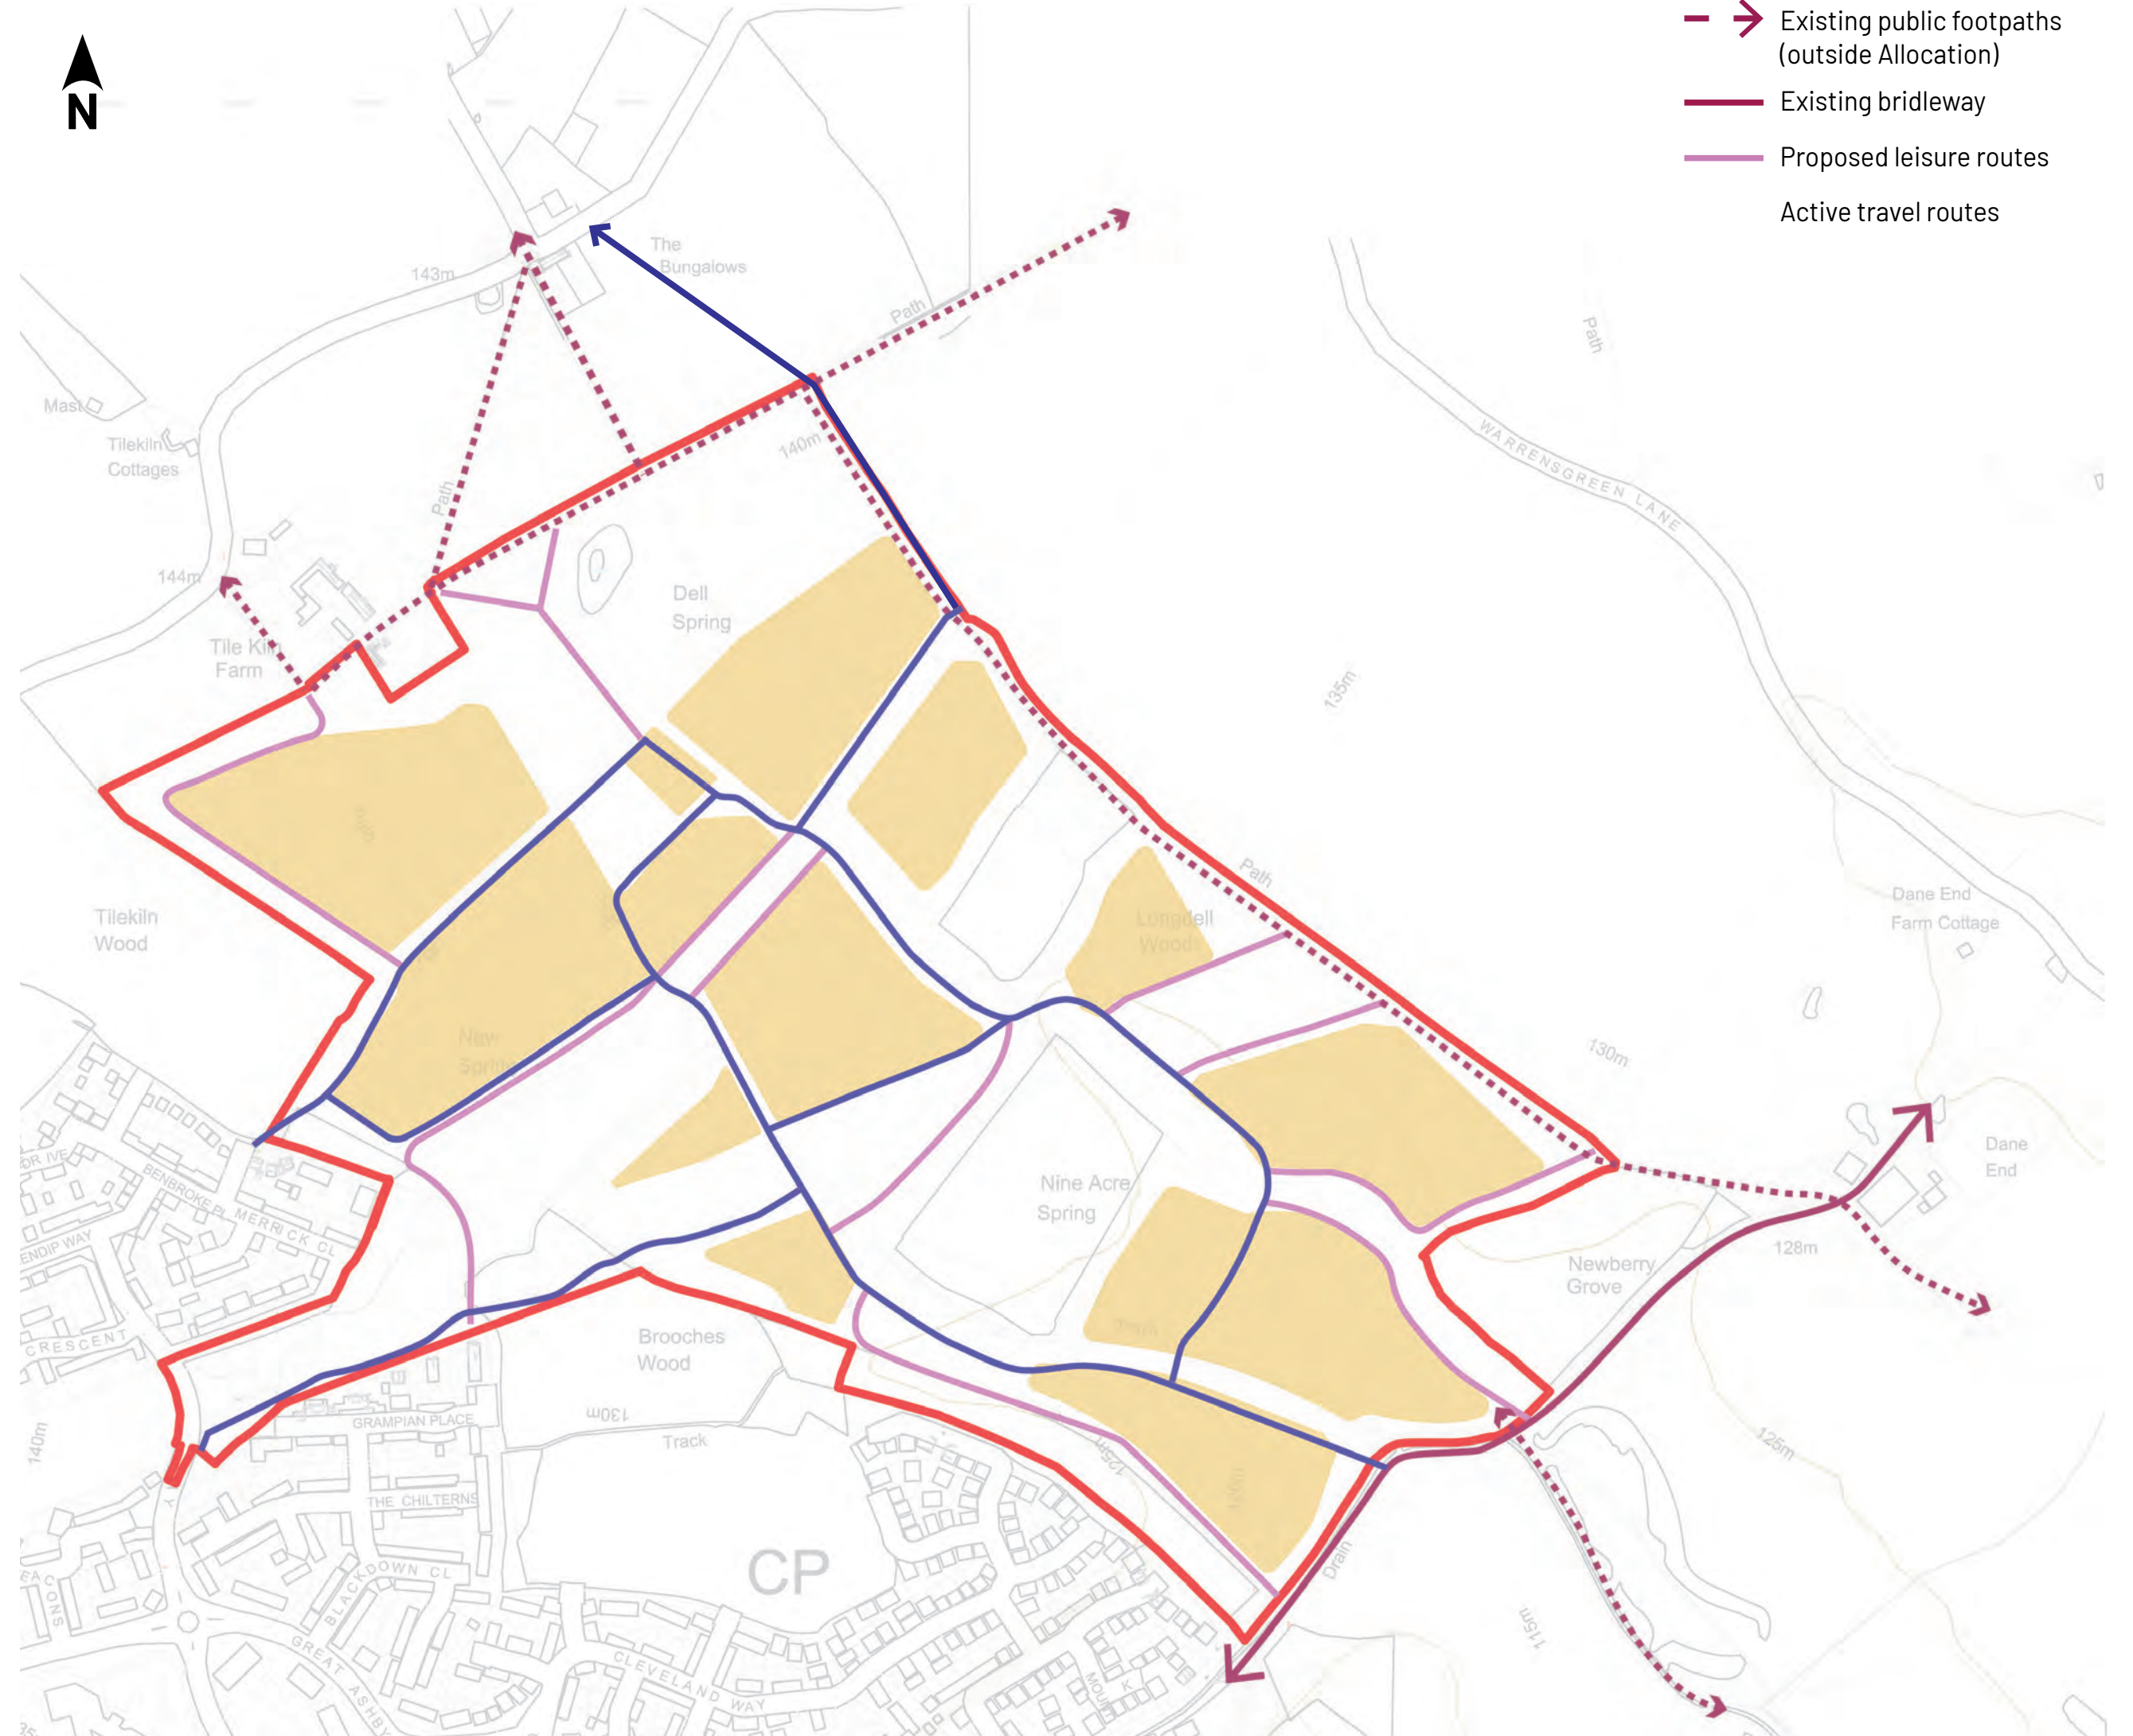 N
Existing public footpaths
(outside Allocation)
Existing bridleway
Proposed leisure routes
Active travel routes
The
Bungalows
143m
Path
Path
Mast
Tilekiln
Cottages
Path
140m
WARRENSGREEN LANE
144m
Dell
Spring
Tile Kiln
Farm
135m
Path
Dane End
Farm Cottage
Tilekiln
Wood
Longdell
Woods
New
Spring
130m
Dane
End
BENBROKE
MERRICK CL
Nine Acre
Spring
ENDIP WAY
128m
Newberry
Grove
CRESCENT
Brooches
Wood
GRAMPIAN PLACE
130m
Track
140m
125m
125m
THE CHILTERNS
CP
Drain
BLACKDOWN CL
115m
GREAT ASHBY
CLEVELAND WAY